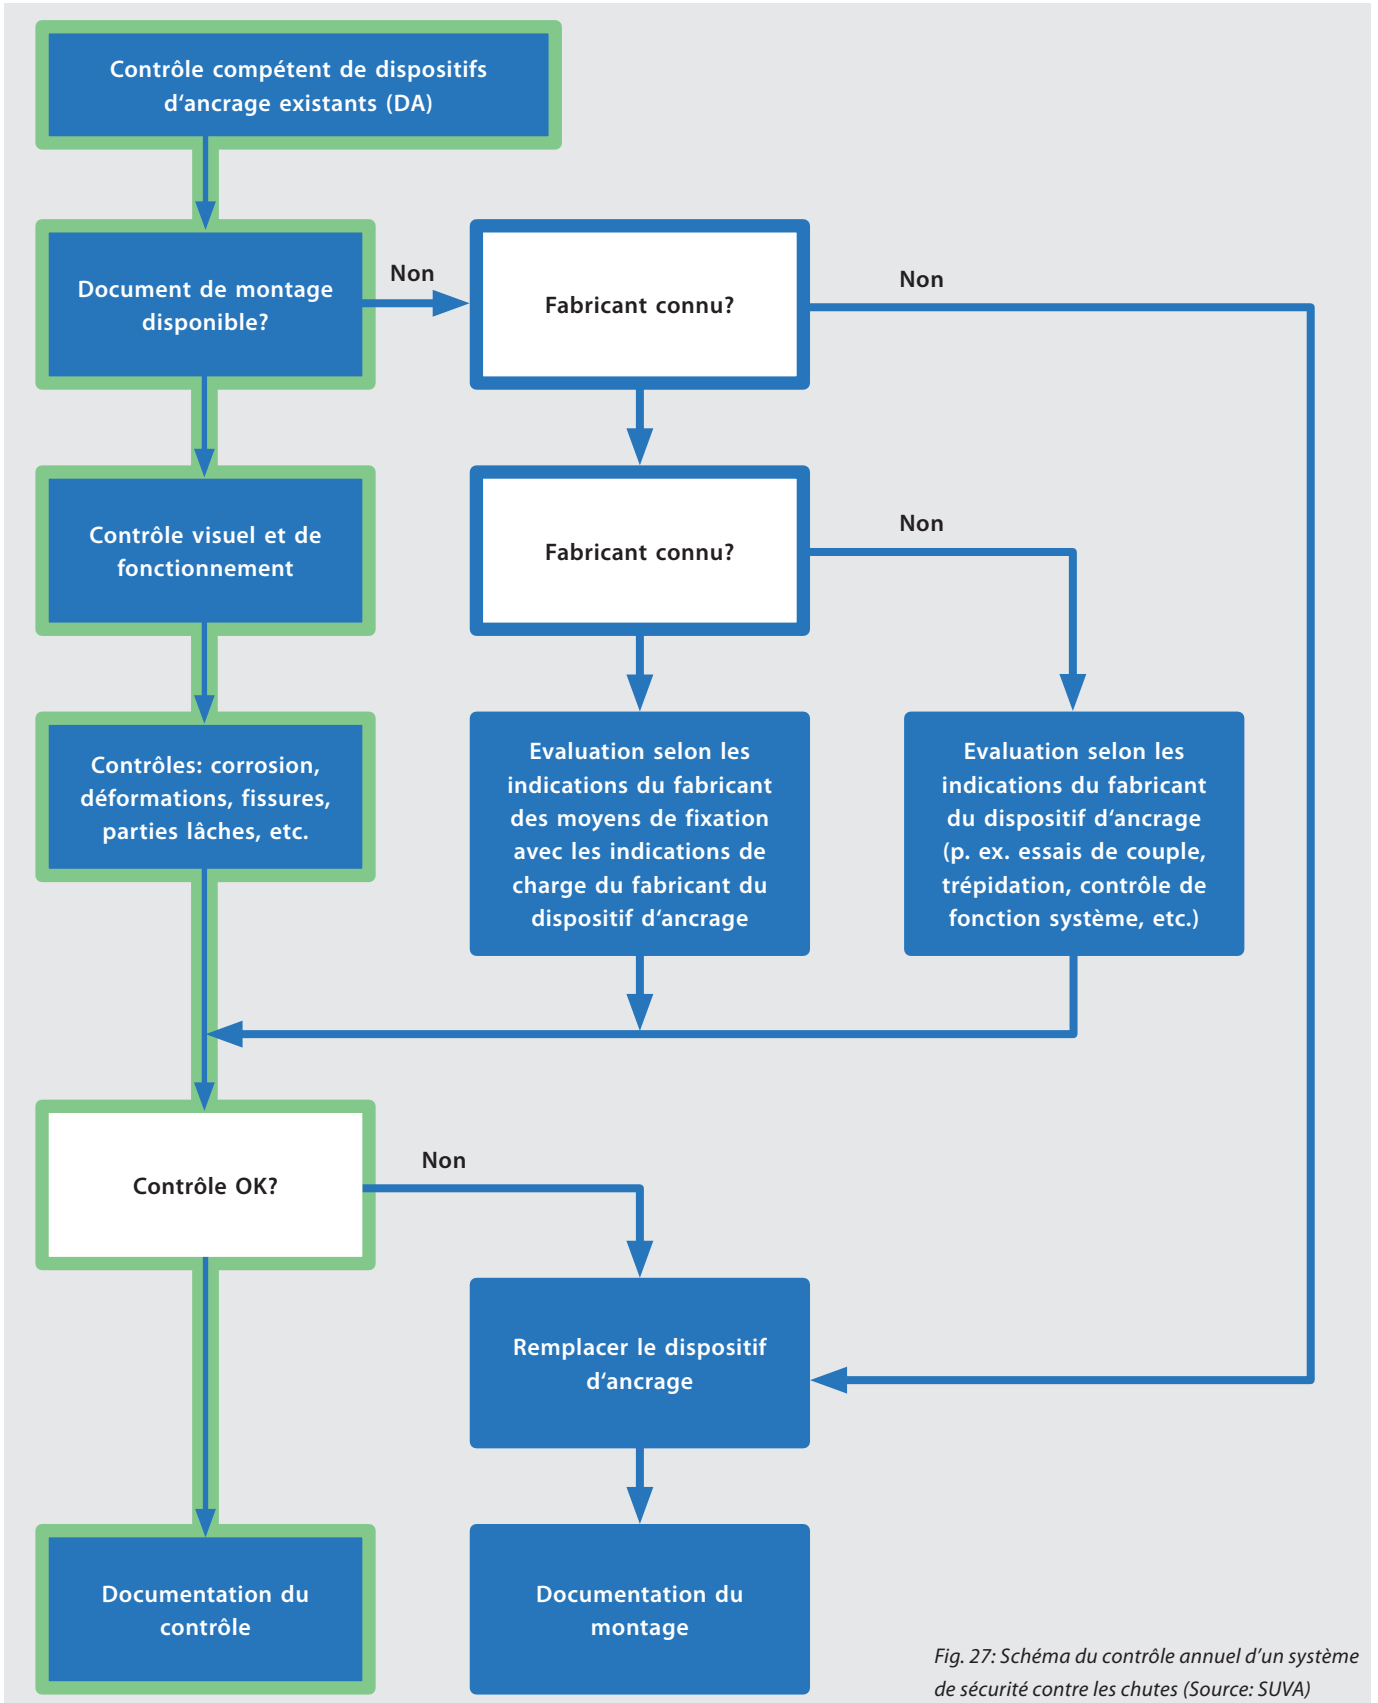 Contrôle compétent de dispositifs
d‘ancrage existants (DA)
Document de montage
disponible?
Non
Fabricant connu?
Non
Contrôle visuel et de
fonctionnement
Fabricant connu?
Non
Contrôles: corrosion,
déformations, fissures,
parties lâches, etc.
Evaluation selon les
indications du fabricant
des moyens de fixation
avec les indications de
charge du fabricant du
dispositif d‘ancrage
Evaluation selon les
indications du fabricant
du dispositif d‘ancrage
(p. ex. essais de couple,
trépidation, contrôle de
fonction système, etc.)
Contrôle OK?
Non
Remplacer le dispositif
d‘ancrage
Documentation du
contrôle
Documentation du
montage
Fig. 27: Schéma du contrôle annuel d’un système
de sécurité contre les chutes (Source: SUVA)